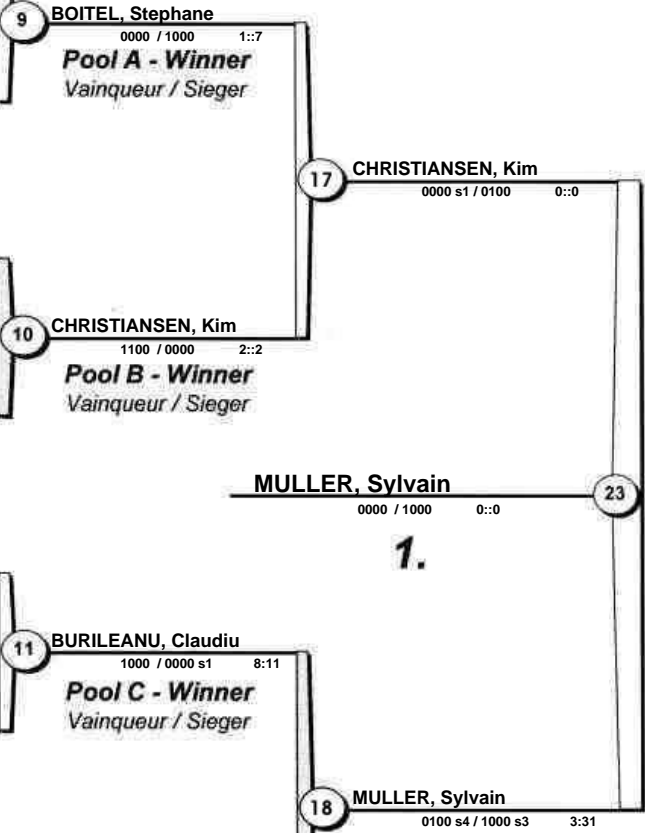 9
BOITEL, Stephane
0000 / 1000 1::7
Pool A - Winner
Vainqueur / Sieger
17
CHRISTIANSEN, Kim
0000 s1 / 0100 0::0
10
CHRISTIANSEN, Kim
1100 / 0000 2::2
Pool B - Winner
Vainqueur / Sieger
MULLER, Sylvain
23
0000 / 1000 0::0
1.
11
BURILEANU, Claudiu
1000 / 0000 s1 8:11
Pool C - Winner
Vainqueur / Sieger
18
MULLER, Sylvain
0100 s4 / 1000 s3 3:31